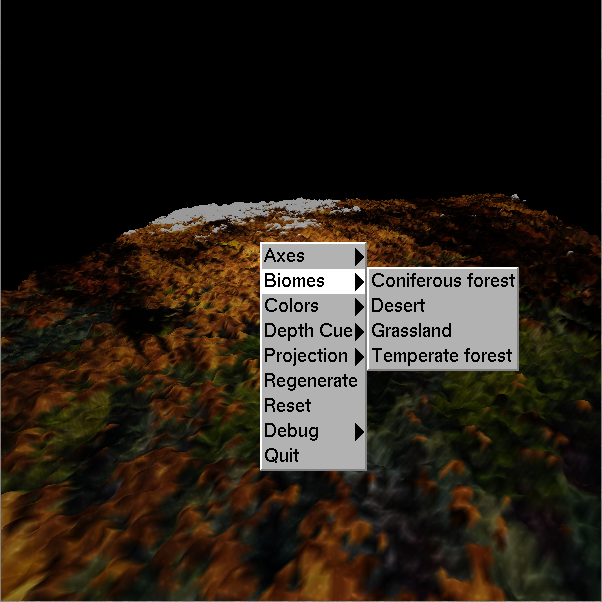 Axes
Biomes
Colors
Depth Cue
Projection
Regenerate
Reset
Debug
Quit
Coniferous forest
Desert
Grassland
Temperate forest